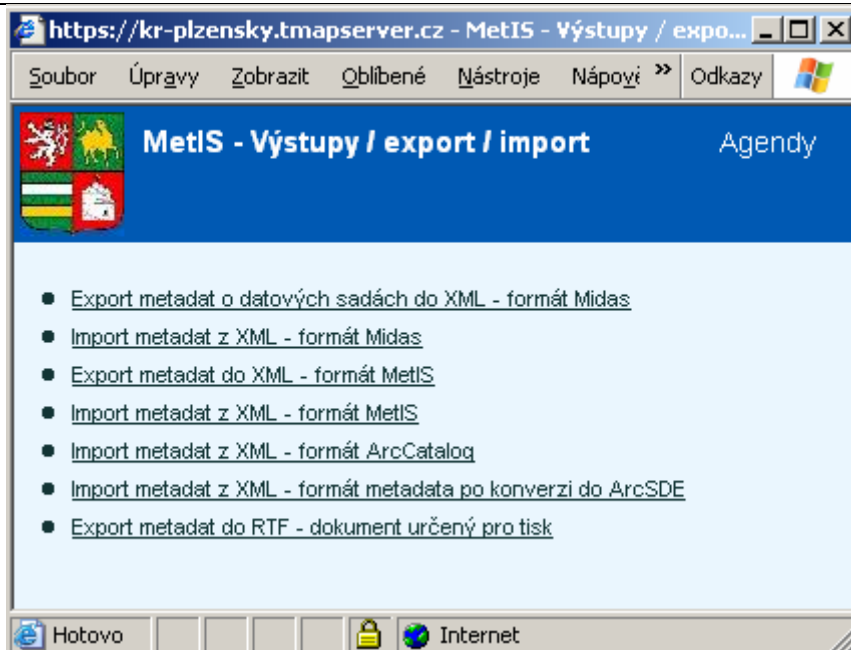 https://kr-plzensky.tmapserver.cz - MetIS - Výstupy / expo...
Soubor Úpravy Zobrazit Oblíbené Nástroje Nápově » Odkazy
MetIS - Výstupy / export / import Agendy
Export metadat o datových sadách do XML - formát Midas
Import metadat z XML - formát Midas
Export metadat do XML - formát MetIS
Import metadat z XML - formát MetIS
Import metadat z XML - formát ArcCatalog
Import metadat z XML - formát metadata po konverzi do ArcSDE
Export metadat do RTF - dokument určený pro tisk
Hotovo Internet